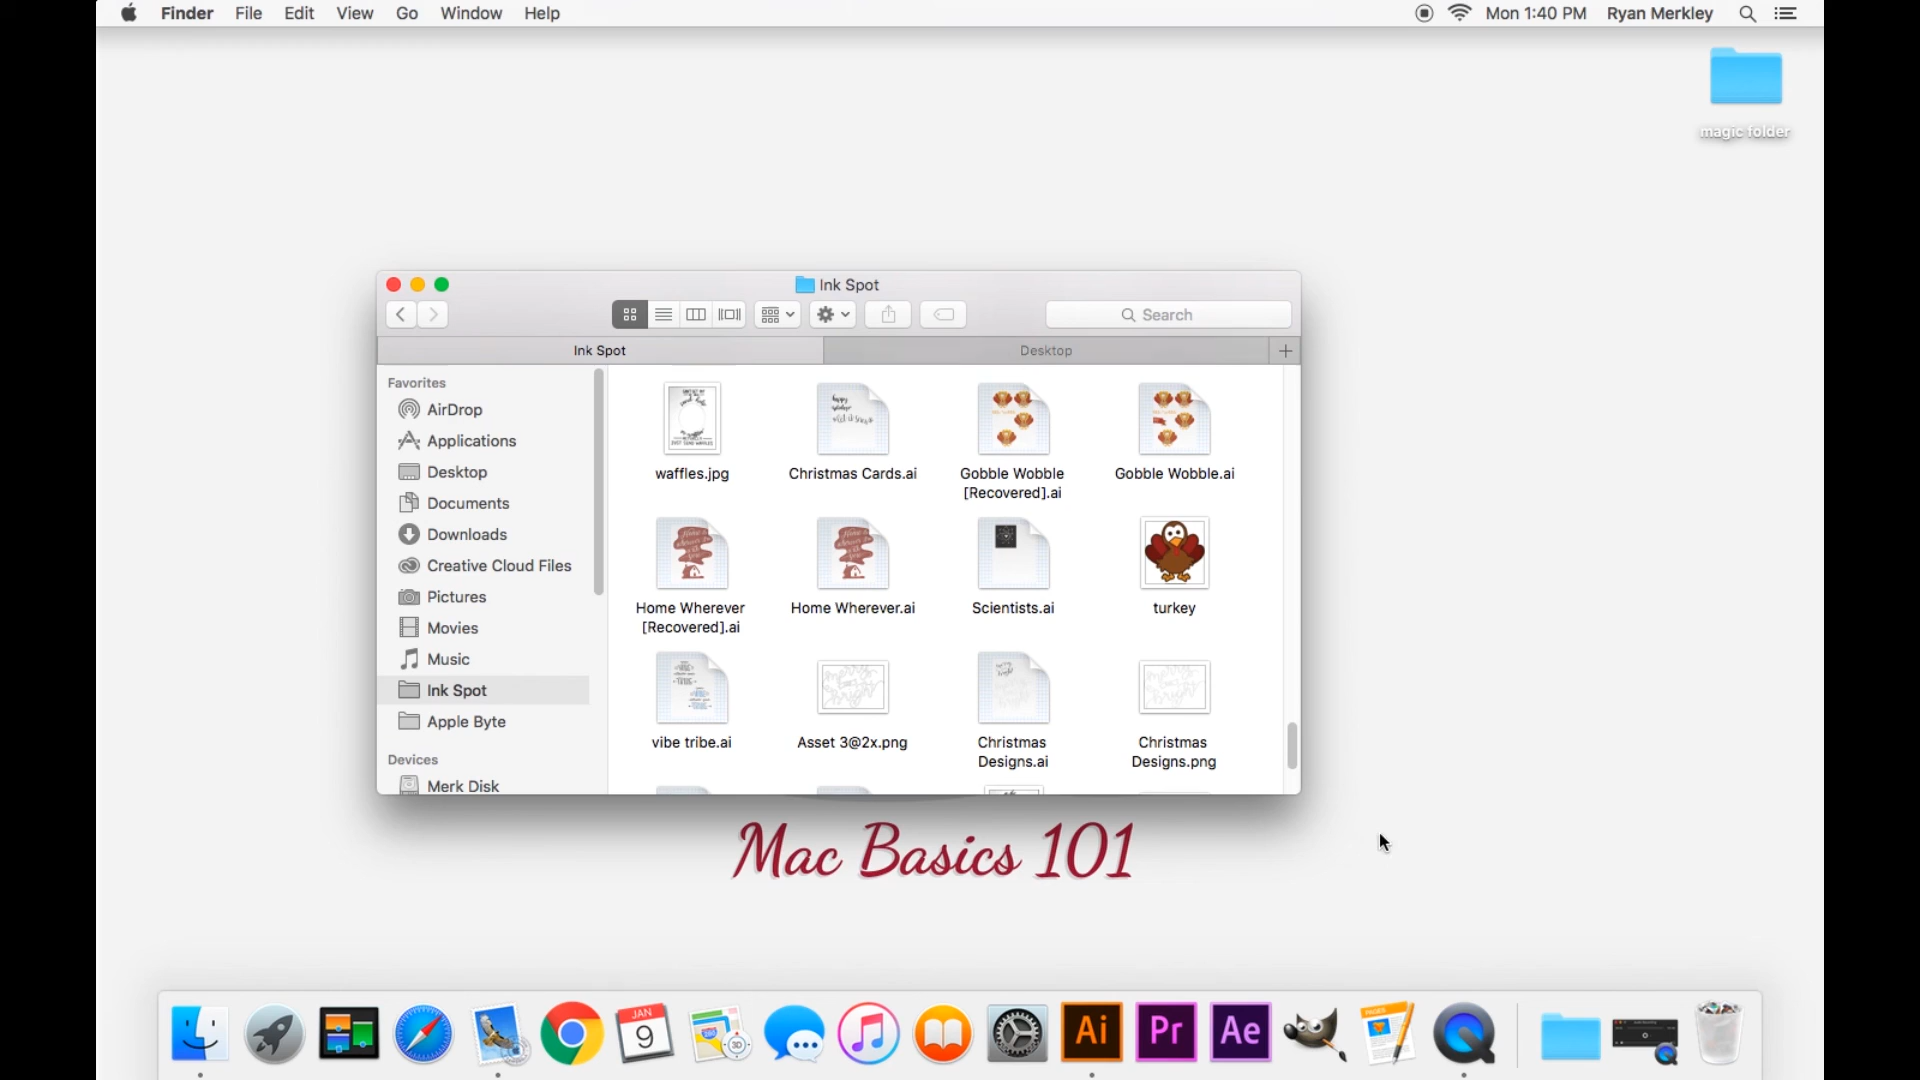 Finder File Edit View Go Window Help Mon 1:40 PM Ryan Merkley
magic folder
Ink Spot
Search
Ink Spot Desktop
Favorites
AirDrop
Applications
Desktop
Documents
Downloads
Creative Cloud Files
Pictures
Movies
Music
Ink Spot
Apple Byte
Devices
Merk Disk
waffles.jpg
Christmas Cards.ai
Gobble Wobble
[Recovered].ai
Gobble Wobble.ai
Home Wherever
[Recovered].ai
Home Wherever.ai
Scientists.ai
turkey
vibe tribe.ai
Asset 3@2x.png
Christmas
Designs.ai
Christmas
Designs.png
Mac Basics 101
JAN
9
3D
Ai
Pr
Ae
PAGES